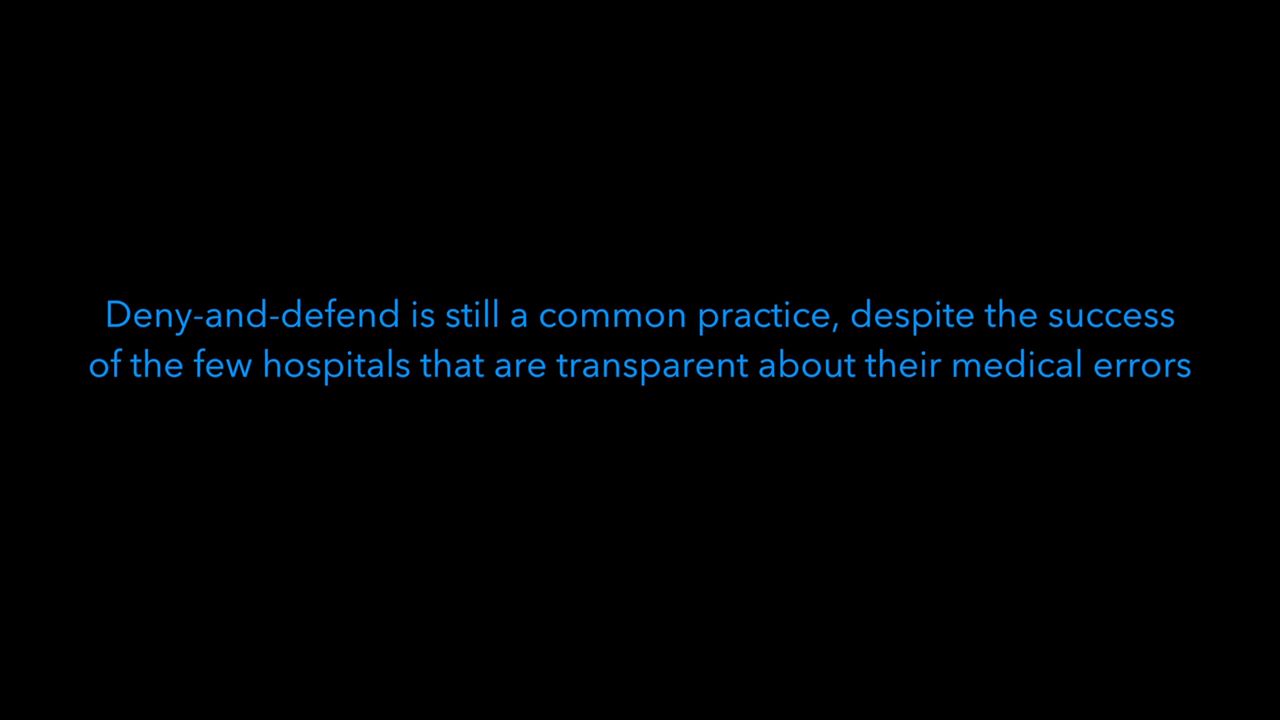 Deny-and-defend is still a common practice, despite the success
of the few hospitals that are transparent about their medical errors